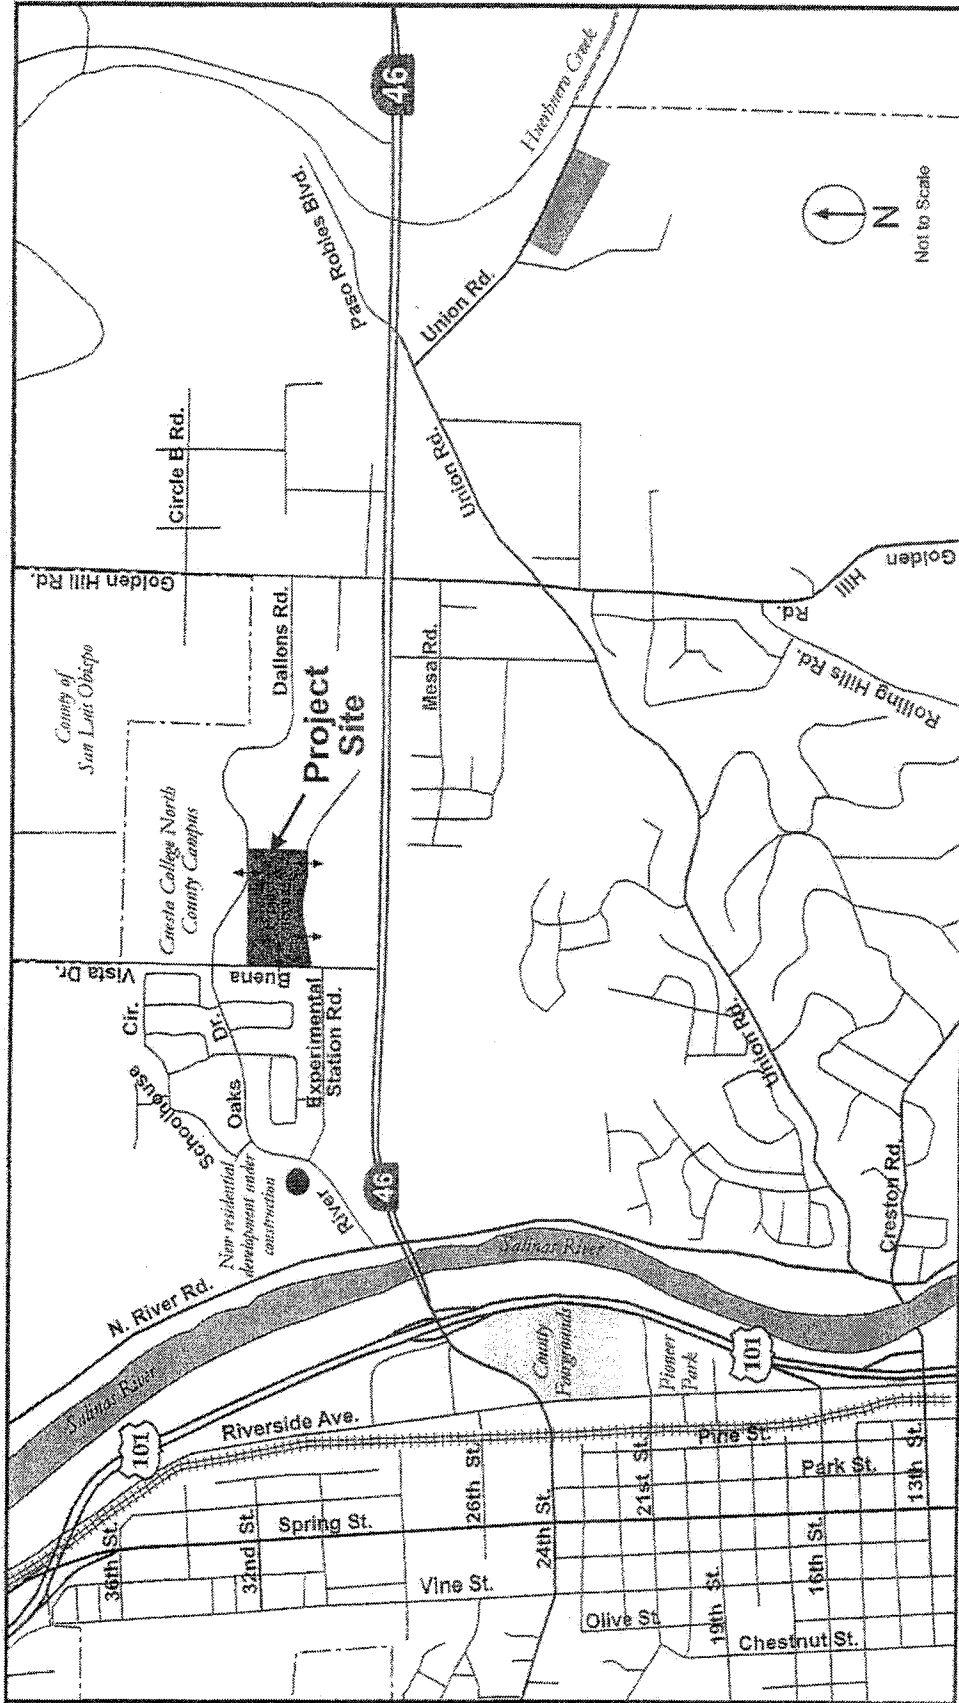 46
Huerhuero Creek
Paso Robles Blvd.
Union Rd.
N
Not to Scale
Circle B Rd.
Union Rd.
Golden Hill Rd.
Golden
Hill
Rd.
Rolling Hills Rd.
County of
San Luis Obispo
Dallons Rd.
Mesa Rd.
Project
Site
Cuesta College North
County Campus
Vista Dr.
Buena
Cir.
Schoolhouse
Dr.
Oaks
River
Experimental
Station Rd.
New residential
development under
construction
46
Union Rd.
Creston Rd.
N. River Rd.
Salinas River
Salinas River
101
101
County
Fairgrounds
Pioneer
Park
Riverside Ave.
Pine St.
Park St.
13th St.
36th St.
32nd St.
Spring St.
26th St.
24th St.
21st St.
Vine St.
Olive St.
19th St.
16th St.
Chestnut St.